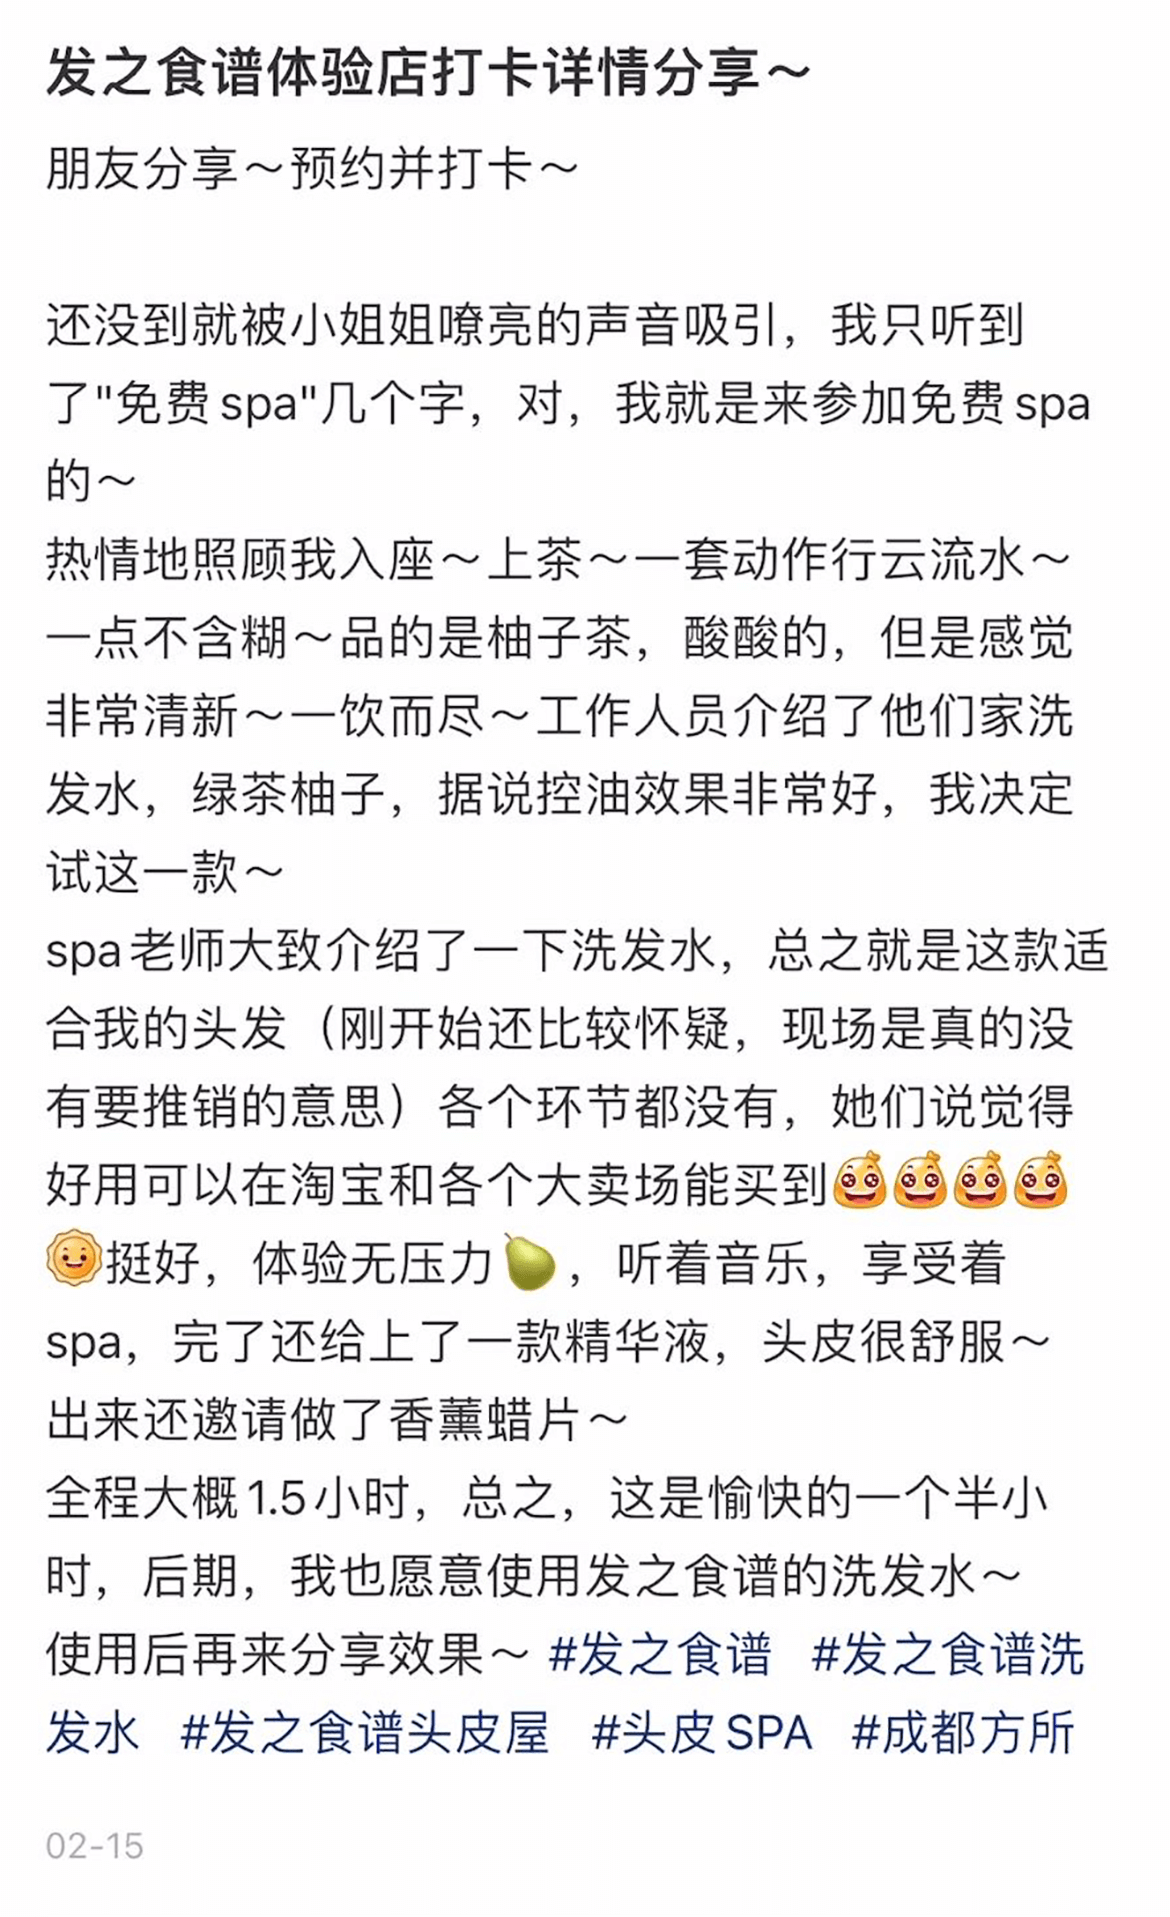 发之食谱体验店打卡详情分享～
朋友分享～预约并打卡～
还没到就被小姐姐嘹亮的声音吸引，我只听到
了"免费spa"几个字，对，我就是来参加免费spa
的～
热情地照顾我入座～上茶～一套动作行云流水～
一点不含糊～品的是柚子茶，酸酸的，但是感觉
非常清新～一饮而尽～工作人员介绍了他们家洗
发水，绿茶柚子，据说控油效果非常好，我决定
试这一款～
spa老师大致介绍了一下洗发水，总之就是这款适
合我的头发（刚开始还比较怀疑，现场是真的没
有要推销的意思）各个环节都没有，她们说觉得
好用可以在淘宝和各个大卖场能买到
挺好，体验无压力🍐，听着音乐，享受着
spa，完了还给上了一款精华液，头皮很舒服～
出来还邀请做了香薰蜡片～
全程大概1.5小时，总之，这是愉快的一个半小
时，后期，我也愿意使用发之食谱的洗发水～
使用后再来分享效果～ #发之食谱 #发之食谱洗
发水 #发之食谱头皮屋 #头皮SPA #成都方所
02-15